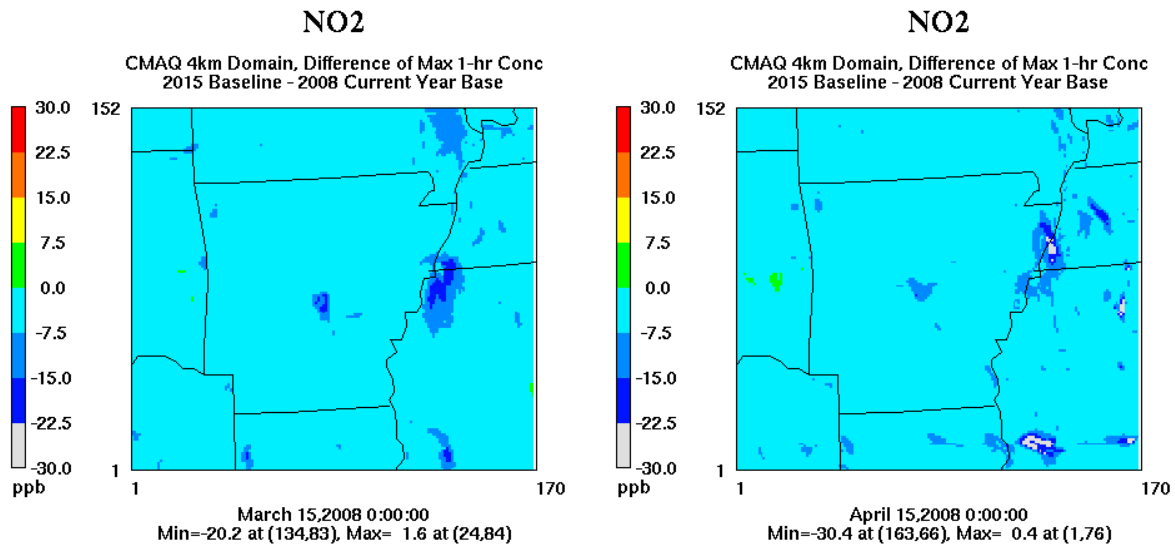 NO2
CMAQ 4km Domain, Difference of Max 1-hr Conc
2015 Baseline - 2008 Current Year Base
30.0
22.5
15.0
7.5
0.0
-7.5
-15.0
-22.5
-30.0
ppb
152
1
1
170
March 15,2008 0:00:00
Min=-20.2 at (134,83), Max= 1.6 at (24,84)
NO2
CMAQ 4km Domain, Difference of Max 1-hr Conc
2015 Baseline - 2008 Current Year Base
30.0
22.5
15.0
7.5
0.0
-7.5
-15.0
-22.5
-30.0
ppb
152
1
1
170
April 15,2008 0:00:00
Min=-30.4 at (163,66), Max= 0.4 at (1,76)